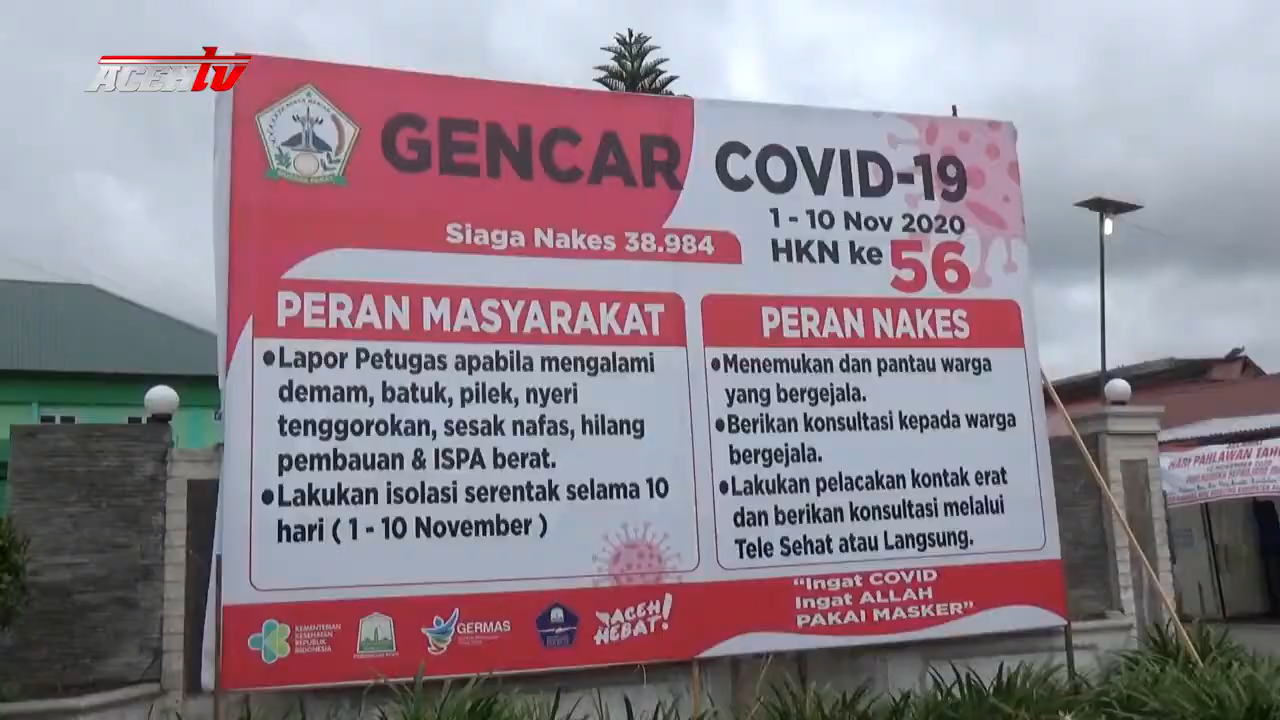 ACEH TV
GENCAR COVID-19
1 - 10 Nov 2020
Siaga Nakes 38.984
HKN ke 56
PERAN MASYARAKAT
•Lapor Petugas apabila mengalami
demam, batuk, pilek, nyeri
tenggorokan, sesak nafas, hilang
pembauan & ISPA berat.
•Lakukan isolasi serentak selama 10
hari ( 1 - 10 November )
PERAN NAKES
•Menemukan dan pantau warga
yang bergejala.
•Berikan konsultasi kepada warga
bergejala.
•Lakukan pelacakan kontak erat
dan berikan konsultasi melalui
Tele Sehat atau Langsung.
"Ingat COVID
Ingat ALLAH
PAKAI MASKER"
KEMENTERIAN
KESEHATAN
REPUBLIK
INDONESIA
GERMAS
ACEH
HEBAT!
HARI PAHLAWAN